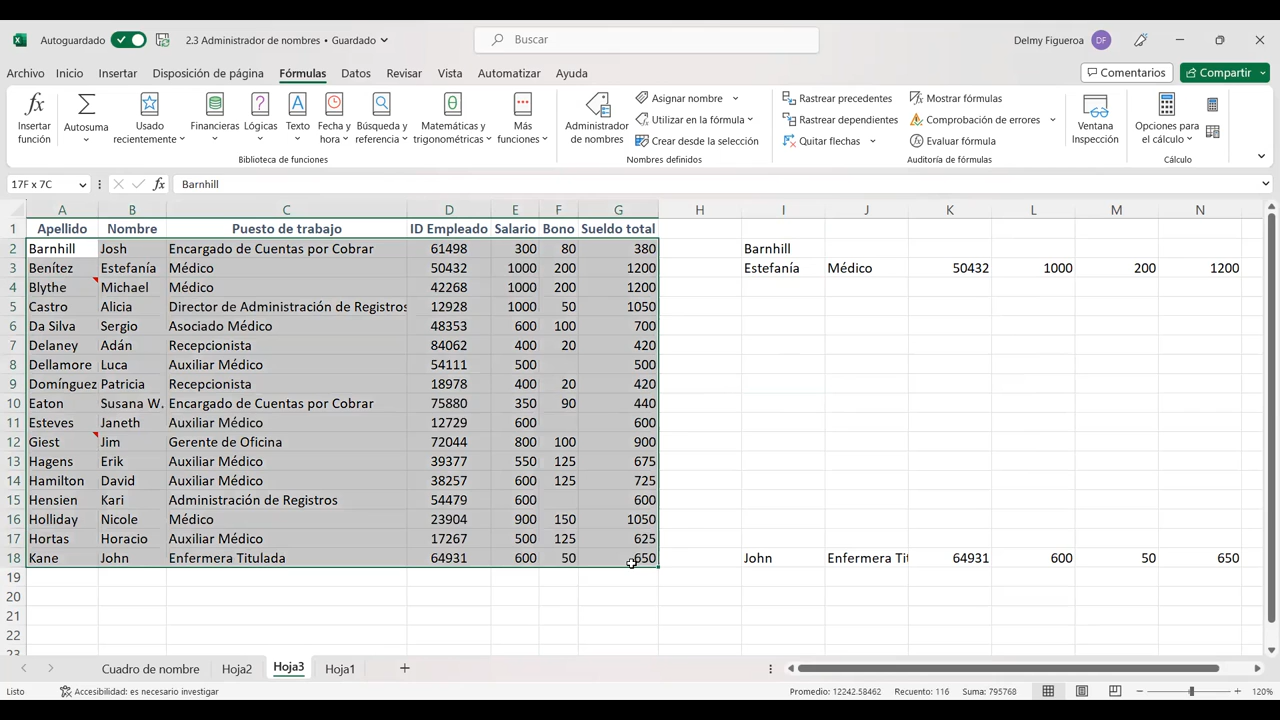 Autoguardado 2.3 Administrador de nombres • Guardado Buscar Delmy Figueroa DF
Archivo Inicio Insertar Disposición de página Fórmulas Datos Revisar Vista Automatizar Ayuda Comentarios Compartir
Insertar función
Autosuma
Usado recientemente
Financieras
Lógicas
Texto
Fecha y hora
Búsqueda y referencia
Matemáticas y trigonométricas
Más funciones
Biblioteca de funciones
Administrador de nombres
Asignar nombre
Utilizar en la fórmula
Crear desde la selección
Nombres definidos
Rastrear precedentes
Rastrear dependientes
Quitar flechas
Mostrar fórmulas
Comprobación de errores
Evaluar fórmula
Auditoría de fórmulas
Ventana Inspección
Opciones para el cálculo
Cálculo
17F x 7C fx Barnhill
A B C D E F G H I J K L M N
1 Apellido Nombre Puesto de trabajo ID Empleado Salario Bono Sueldo total
2 Barnhill Josh Encargado de Cuentas por Cobrar 61498 300 80 380 Barnhill
3 Benítez Estefanía Médico 50432 1000 200 1200 Estefanía Médico 50432 1000 200 1200
4 Blythe Michael Médico 42268 1000 200 1200
5 Castro Alicia Director de Administración de Registros 12928 1000 50 1050
6 Da Silva Sergio Asociado Médico 48353 600 100 700
7 Delaney Adán Recepcionista 84062 400 20 420
8 Dellamore Luca Auxiliar Médico 54111 500 500
9 Domínguez Patricia Recepcionista 18978 400 20 420
10 Eaton Susana W. Encargado de Cuentas por Cobrar 75880 350 90 440
11 Esteves Janeth Auxiliar Médico 12729 600 600
12 Giest Jim Gerente de Oficina 72044 800 100 900
13 Hagens Erik Auxiliar Médico 39377 550 125 675
14 Hamilton David Auxiliar Médico 38257 600 125 725
15 Hensien Kari Administración de Registros 54479 600 600
16 Holliday Nicole Médico 23904 900 150 1050
17 Hortas Horacio Auxiliar Médico 17267 500 125 625
18 Kane John Enfermera Titulada 64931 600 50 650 John Enfermera Tit 64931 600 50 650
19
20
21
22
23
Cuadro de nombre Hoja2 Hoja3 Hoja1
Listo Accesibilidad: es necesario investigar Promedio: 12242.58462 Recuento: 116 Suma: 795768 120%